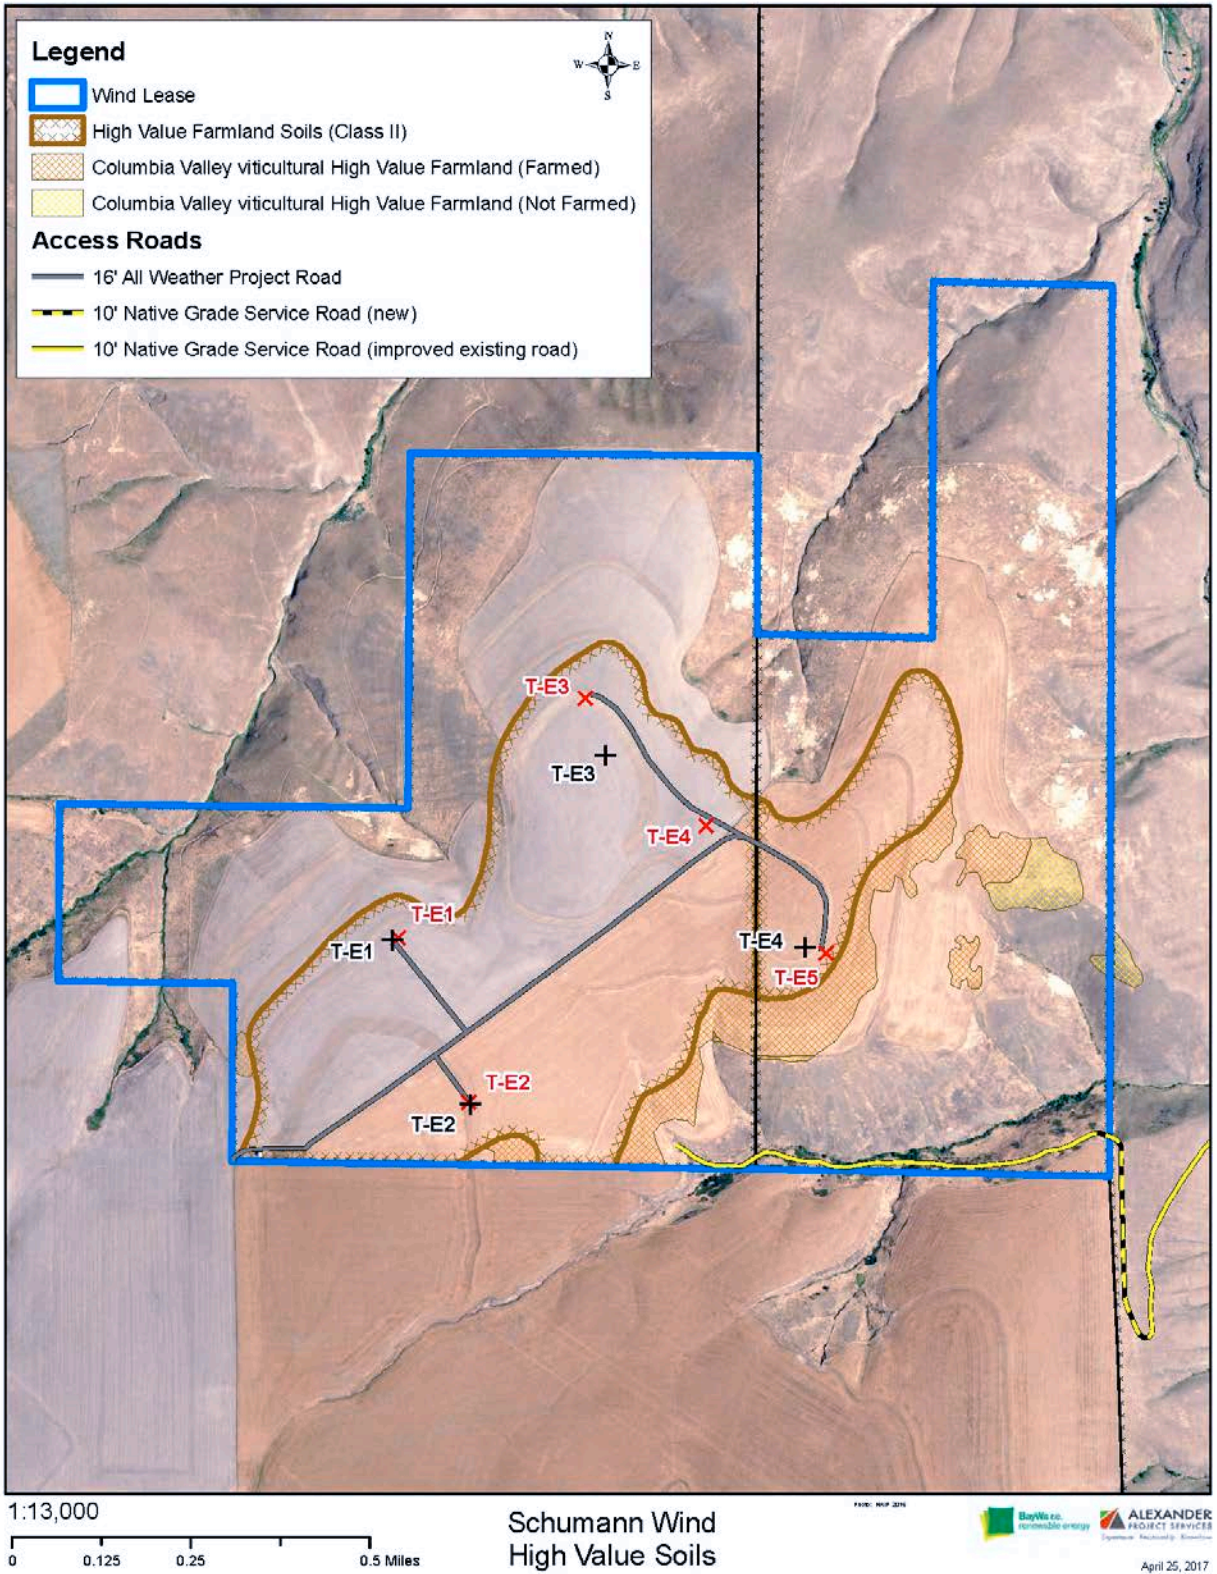 Legend
N
W E
S
Wind Lease
High Value Farmland Soils (Class II)
Columbia Valley viticultural High Value Farmland (Farmed)
Columbia Valley viticultural High Value Farmland (Not Farmed)
Access Roads
16' All Weather Project Road
10' Native Grade Service Road (new)
10' Native Grade Service Road (improved existing road)
T-E3
T-E3
T-E4
T-E1
T-E1
T-E4
T-E5
T-E2
T-E2
1:13,000
0 0.125 0.25 0.5 Miles
Schumann Wind
High Value Soils
BayWa r.e.
renewable energy
ALEXANDER
PROJECT SERVICES
April 25, 2017